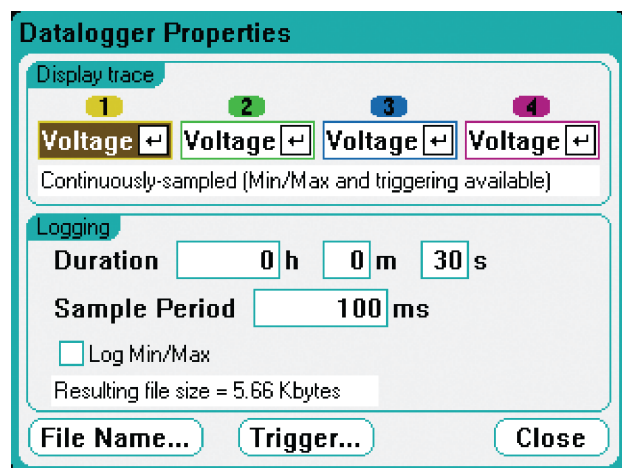 Datalogger Properties
Display trace
1 2 3 4
Voltage ↵ Voltage ↵ Voltage ↵ Voltage ↵
Continuously-sampled (Min/Max and triggering available)
Logging
Duration 0 h 0 m 30 s
Sample Period 100 ms
Log Min/Max
Resulting file size = 5.66 Kbytes
File Name... Trigger... Close